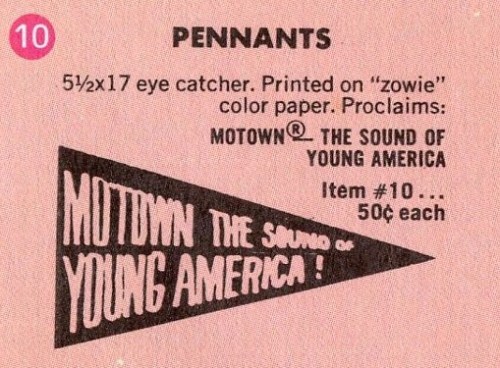 10
PENNANTS
5½x17 eye catcher. Printed on "zowie"
color paper. Proclaims:
MOTOWN® THE SOUND OF
YOUNG AMERICA
Item #10...
50¢ each
MOTOWN THE SOUND OF
YOUNG AMERICA!